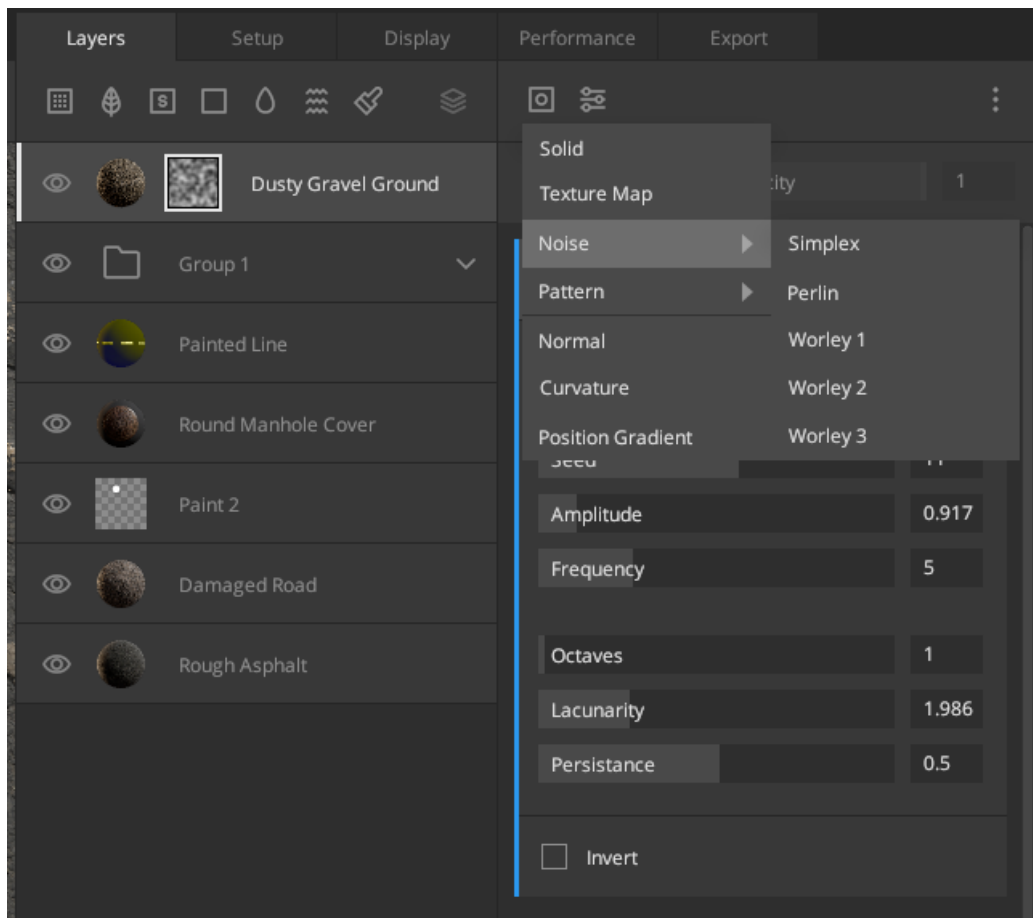 Layers
Setup
Display
Performance
Export
S
Dusty Gravel Ground
Group 1
Painted Line
Round Manhole Cover
Paint 2
Damaged Road
Rough Asphalt
Solid
Texture Map
Noise
Pattern
Normal
Curvature
Position Gradient
Simplex
Perlin
Worley 1
Worley 2
Worley 3
1
Seed
11
Amplitude
0.917
Frequency
5
Octaves
1
Lacunarity
1.986
Persistance
0.5
Invert